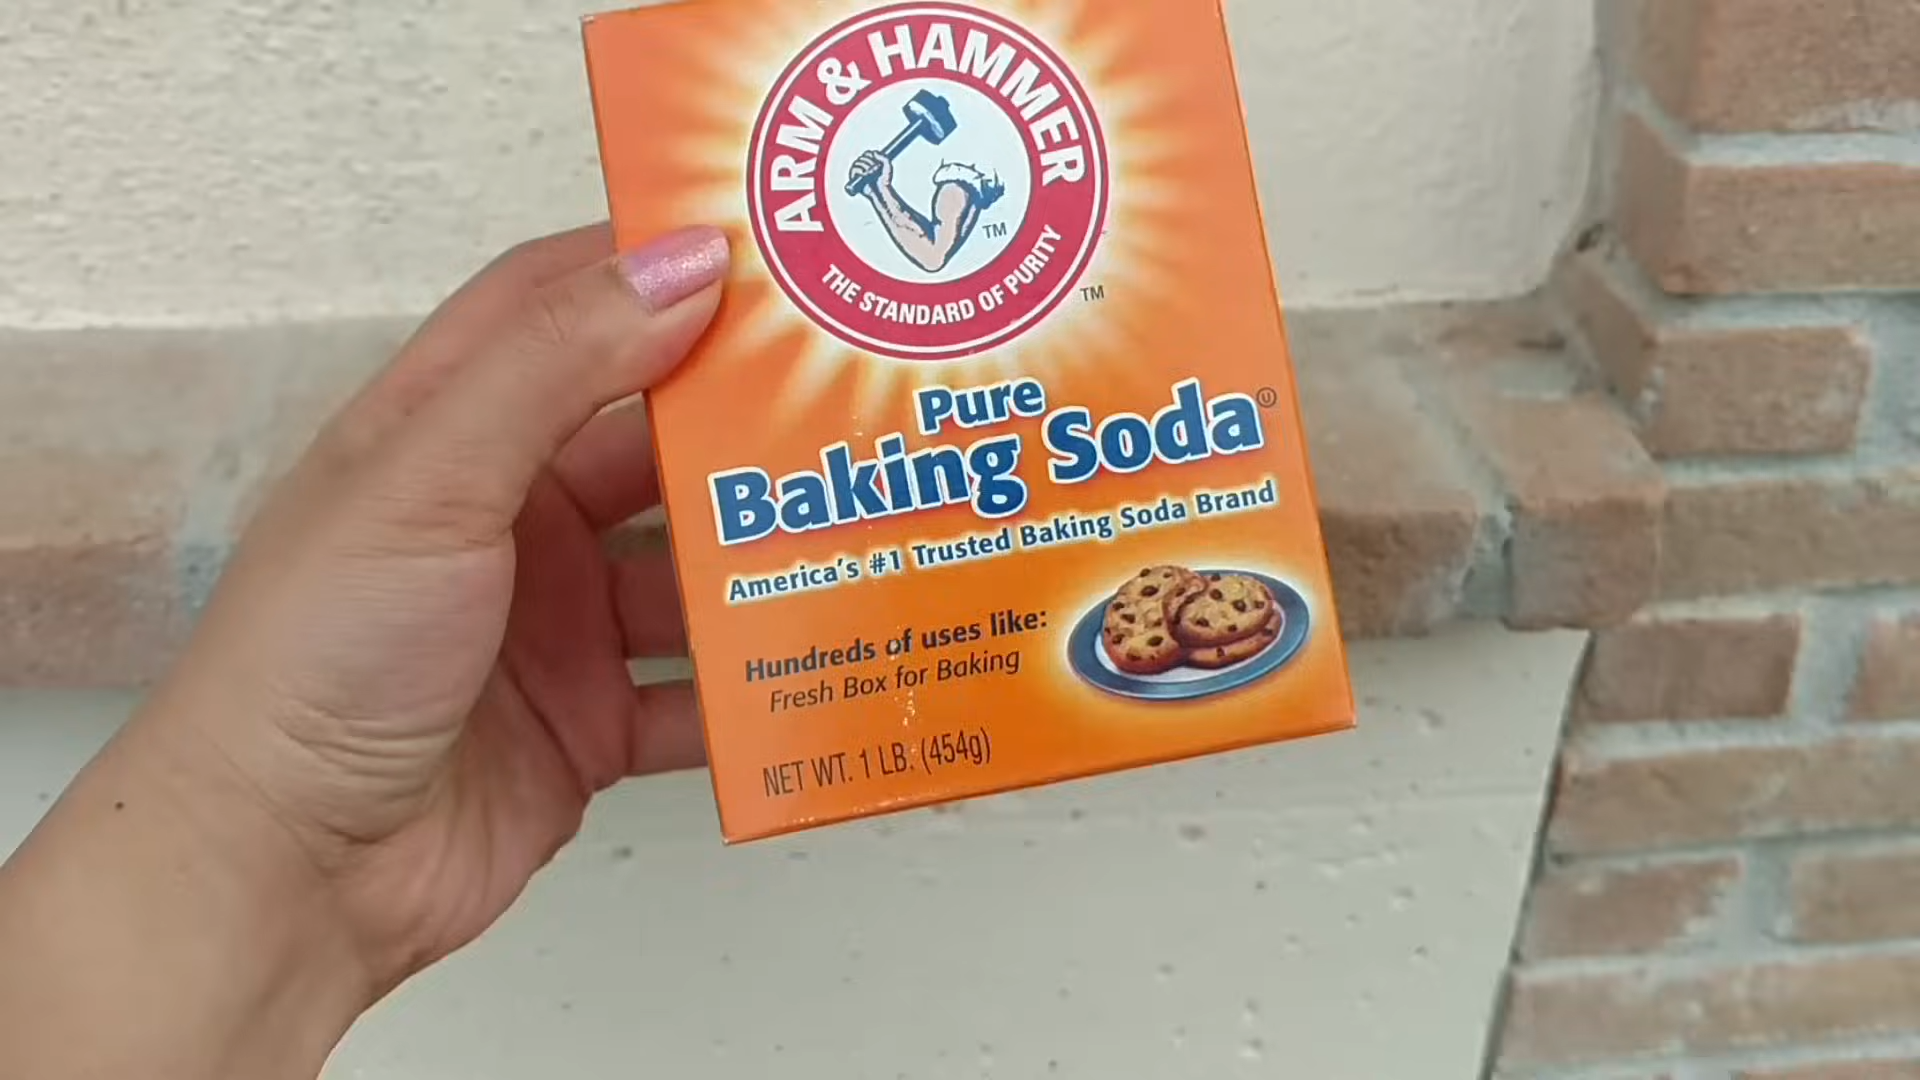 ARM & HAMMER
THE STANDARD OF PURITY
TM
TM
Pure
Baking Soda Ⓤ
America's #1 Trusted Baking Soda Brand
Hundreds of uses like:
Fresh Box for Baking
NET WT. 1 LB. (454g)